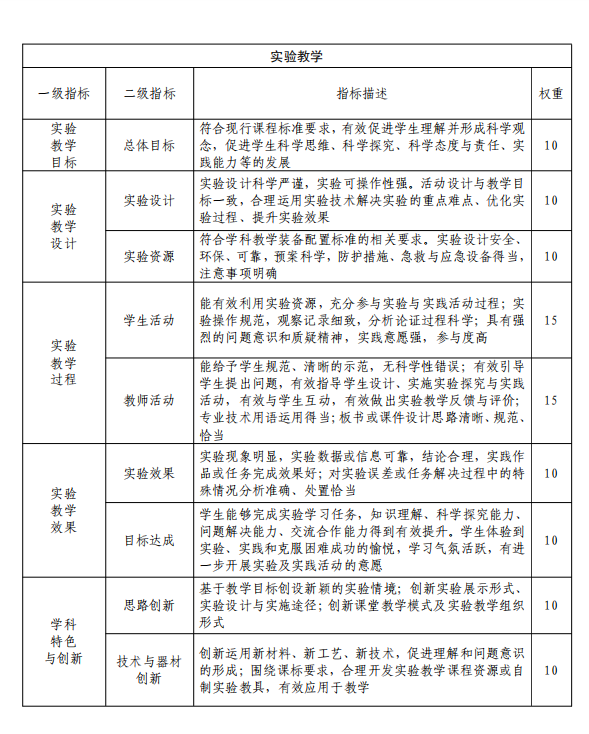 实验教学
一级指标 二级指标 指标描述 权重
实验
教学
目标
总体目标
符合现行课程标准要求，有效促进学生理解并形成科学观
念，促进学生科学思维、科学探究、科学态度与责任、实
践能力等的发展
10
实验
教学
设计
实验设计
实验设计科学严谨，实验可操作性强。活动设计与教学目
标一致，合理运用实验技术解决实验的重点难点、优化实
验过程、提升实验效果
10
实验资源
符合学科教学装备配置标准的相关要求。实验设计安全、
环保、可靠，预案科学，防护措施、急救与应急设备得当，
注意事项明确
10
实验
教学
过程
学生活动
能有效利用实验资源，充分参与实验与实践活动过程；实
验操作规范，观察记录细致，分析论证过程科学；具有强
烈的问题意识和质疑精神，实践意愿强，参与度高
15
教师活动
能给予学生规范、清晰的示范，无科学性错误；有效引导
学生提出问题，有效指导学生设计、实施实验探究与实践
活动，有效与学生互动，有效做出实验教学反馈与评价；
专业技术用语运用得当；板书或课件设计思路清晰、规范、
恰当
15
实验
教学
效果
实验效果
实验现象明显，实验数据或信息可靠，结论合理，实践作
品或任务完成效果好；对实验误差或任务解决过程中的特
殊情况分析准确、处置恰当
10
目标达成
学生能够完成实验学习任务，知识理解、科学探究能力、
问题解决能力、交流合作能力得到有效提升。学生体验到
实验、实践和克服困难成功的愉悦，学习气氛活跃，有进
一步开展实验及实践活动的意愿
10
学科
特色
与创新
思路创新
基于教学目标创设新颖的实验情境；创新实验展示形式、
实验设计与实施途径；创新课堂教学模式及实验教学组织
形式
10
技术与器材
创新
创新运用新材料、新工艺、新技术，促进理解和问题意识
的形成；围绕课标要求，合理开发实验教学课程资源或自
制实验教具，有效应用于教学
10